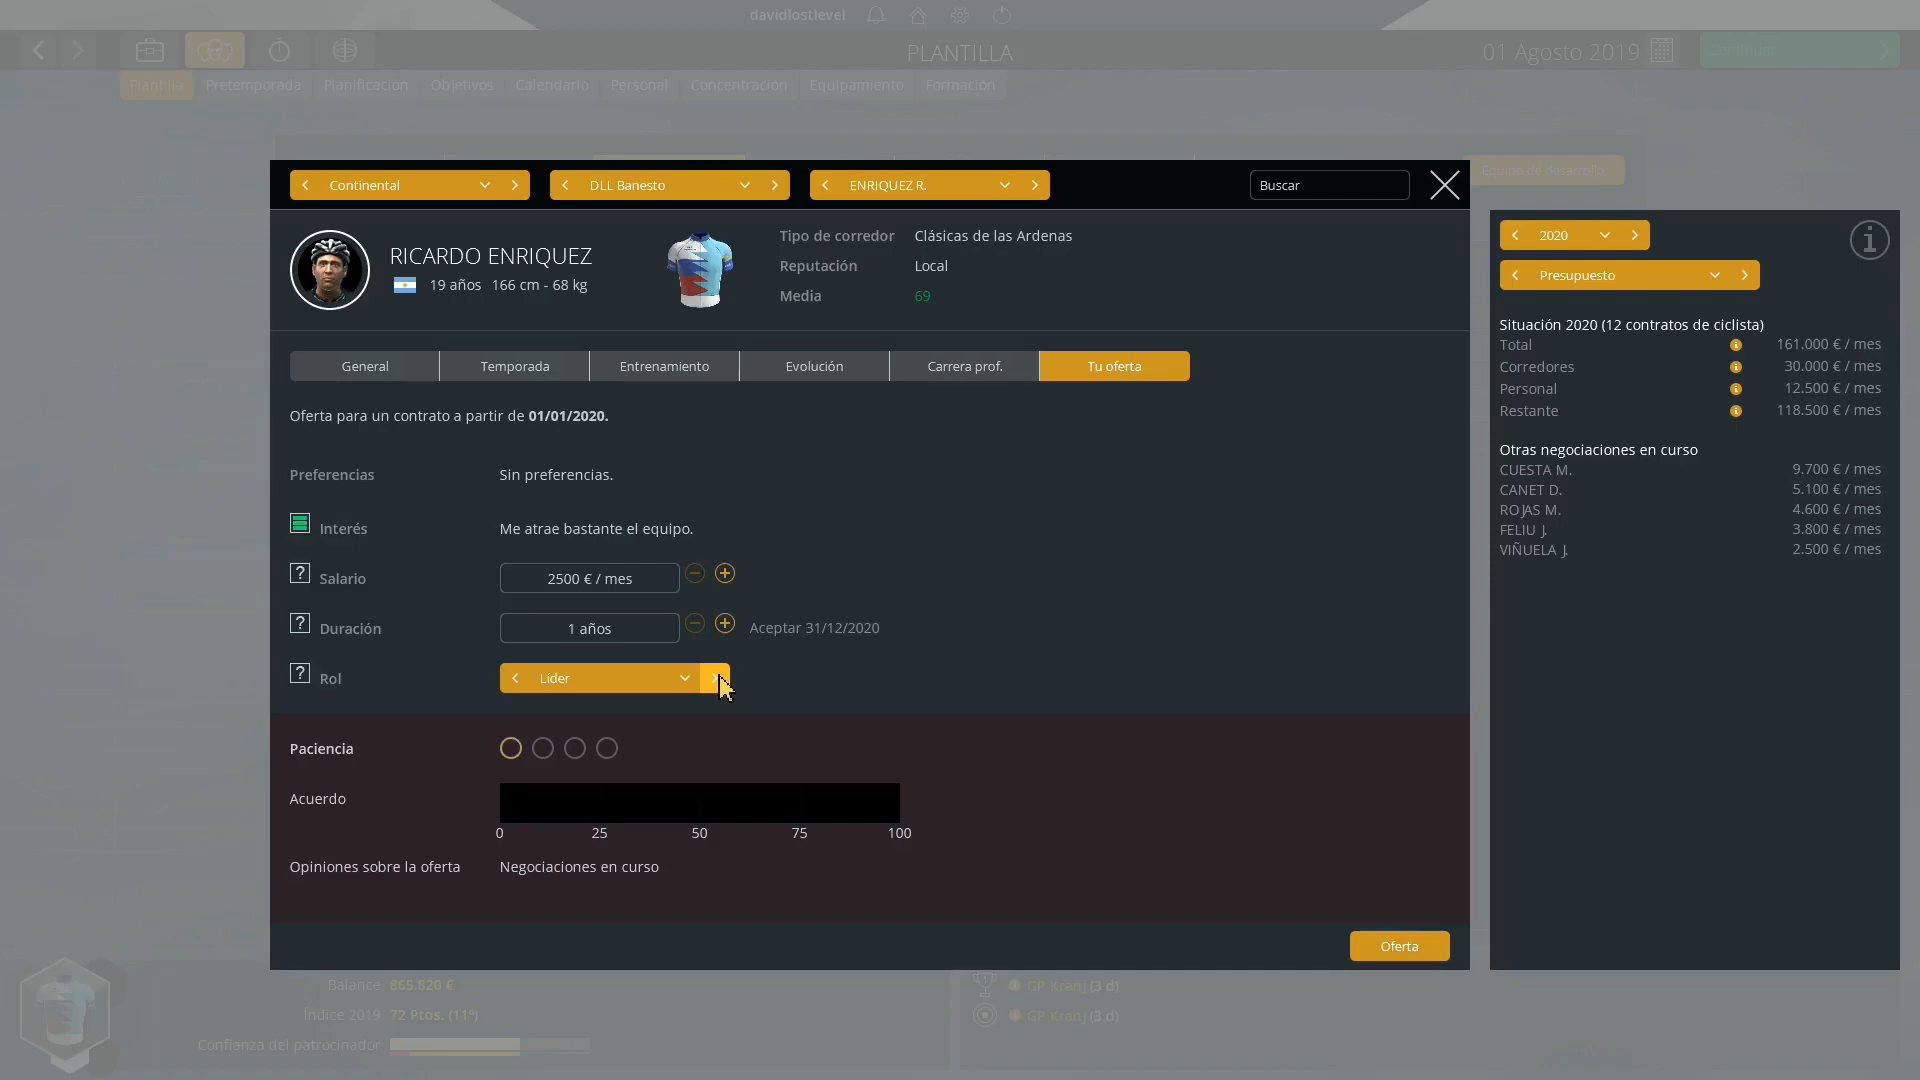 davidlostlevel
PLANTILLA
01 Agosto 2019
Continuar
Plantilla
Pretemporada
Planificación
Objetivos
Calendario
Personal
Concentración
Equipamiento
Formación
Equipo de desarrollo
Continental
DLL Banesto
ENRIQUEZ R.
Buscar
RICARDO ENRIQUEZ
19 años 166 cm - 68 kg
Tipo de corredor Clásicas de las Ardenas
Reputación Local
Media 69
General
Temporada
Entrenamiento
Evolución
Carrera prof.
Tu oferta
Oferta para un contrato a partir de 01/01/2020.
Preferencias Sin preferencias.
Interés Me atrae bastante el equipo.
? Salario 2500 € / mes
? Duración 1 años Aceptar 31/12/2020
? Rol Líder
Paciencia
Acuerdo
0 25 50 75 100
Opiniones sobre la oferta Negociaciones en curso
Oferta
2020
Presupuesto
Situación 2020 (12 contratos de ciclista)
Total 161.000 € / mes
Corredores 30.000 € / mes
Personal 12.500 € / mes
Restante 118.500 € / mes
Otras negociaciones en curso
CUESTA M. 9.700 € / mes
CANET D. 5.100 € / mes
ROJAS M. 4.600 € / mes
FELIU J. 3.800 € / mes
VIÑUELA J. 2.500 € / mes
Balance 865.820 €
Índice 2019 72 Ptos. (11º)
Confianza del patrocinador
GP Kranj (3 d)
GP Kranj (3 d)